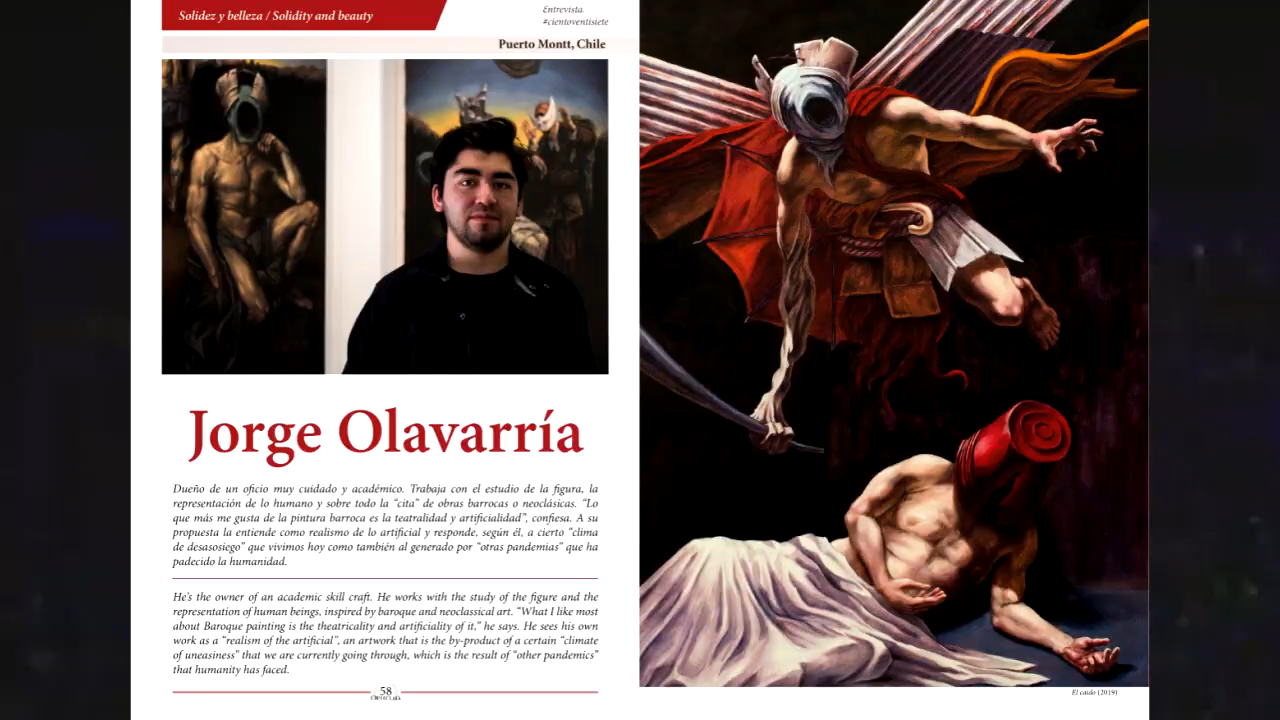 Solidez y belleza / Solidity and beauty
Entrevista.
#cientoventisiete
Puerto Montt, Chile
Jorge Olavarría
Dueño de un oficio muy cuidado y académico. Trabaja con el estudio de la figura, la
representación de lo humano y sobre todo la “cita” de obras barrocas o neoclásicas. “Lo
que más me gusta de la pintura barroca es la teatralidad y artificialidad”, confiesa. A su
propuesta la entiende como realismo de lo artificial y responde, según él, a cierto “clima
de desasosiego” que vivimos hoy como también al generado por “otras pandemias” que ha
padecido la humanidad.
He's the owner of an academic skill craft. He works with the study of the figure and the
representation of human beings, inspired by baroque and neoclassical art. “What I like most
about Baroque painting is the theatricality and artificiality of it,” he says. He sees his own
work as a “realism of the artificial”, an artwork that is the by-product of a certain “climate
of uneasiness” that we are currently going through, which is the result of “other pandemics”
that humanity has faced.
58
El caído (2019)